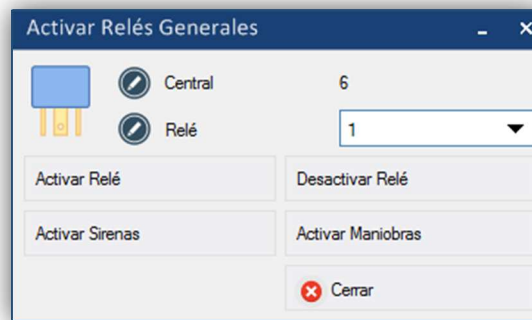 Activar Relés Generales
Central 6
Relé 1
Activar Relé Desactivar Relé
Activar Sirenas Activar Maniobras
Cerrar